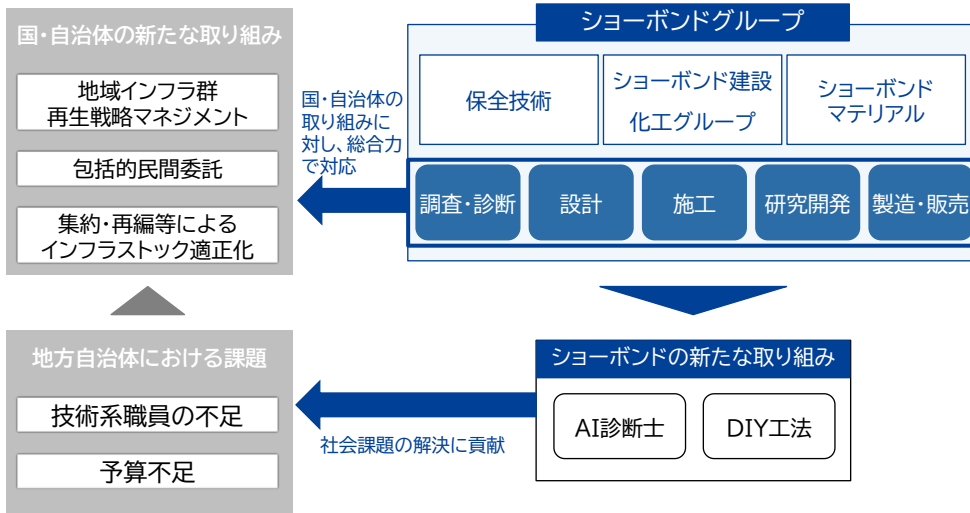 国・自治体の新たな取り組み
地域インフラ群
再生戦略マネジメント
包括的民間委託
集約・再編等による
インフラストック適正化
国・自治体の
取り組みに
対し、総合力
で対応
ショーボンドグループ
保全技術
ショーボンド建設
化工グループ
ショーボンド
マテリアル
調査・診断
設計
施工
研究開発
製造・販売
地方自治体における課題
技術系職員の不足
予算不足
社会課題の解決に貢献
ショーボンドの新たな取り組み
AI診断士
DIY工法